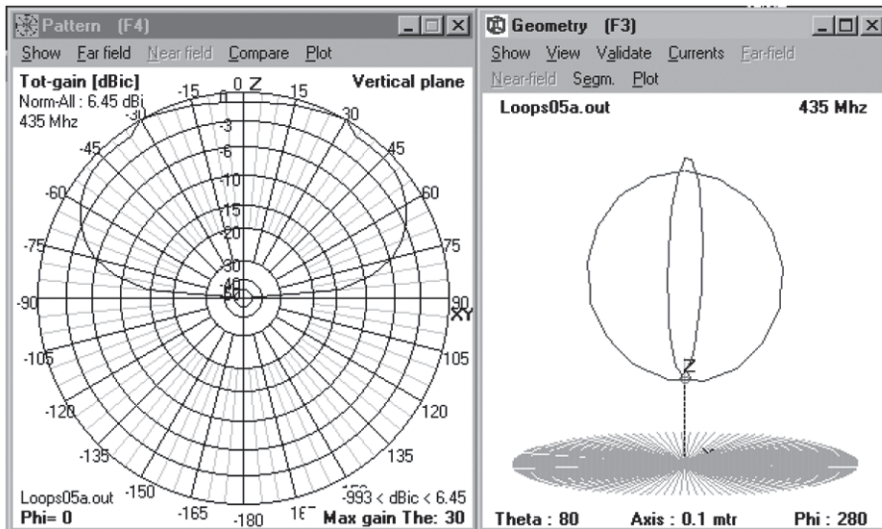 Pattern (F4)
Show Far field Near field Compare Plot
Tot-gain [dBic]
Norm-All : 6.45 dBi
435 Mhz
Vertical plane
0 Z
-15 15
-30 30
-45 45
-60 60
-75 75
-90 90
XY
-105 105
-120 120
-135 135
-150 150
-180
0
-3
-6
-10
-15
-20
-30
-40
Loops05a.out
-993 < dBic < 6.45
Phi= 0
Max gain The: 30
Geometry (F3)
Show View Validate Currents Far-field
Near-field Segm. Plot
Loops05a.out 435 Mhz
Z
Theta : 80 Axis : 0.1 mtr Phi : 280